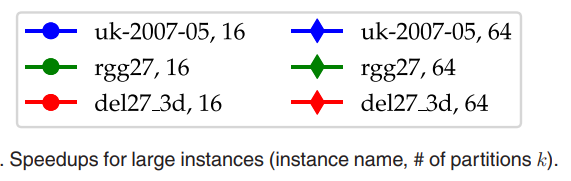 uk-2007-05, 16
uk-2007-05, 64
rgg27, 16
rgg27, 64
del27_3d, 16
del27_3d, 64
. Speedups for large instances (instance name, # of partitions k).